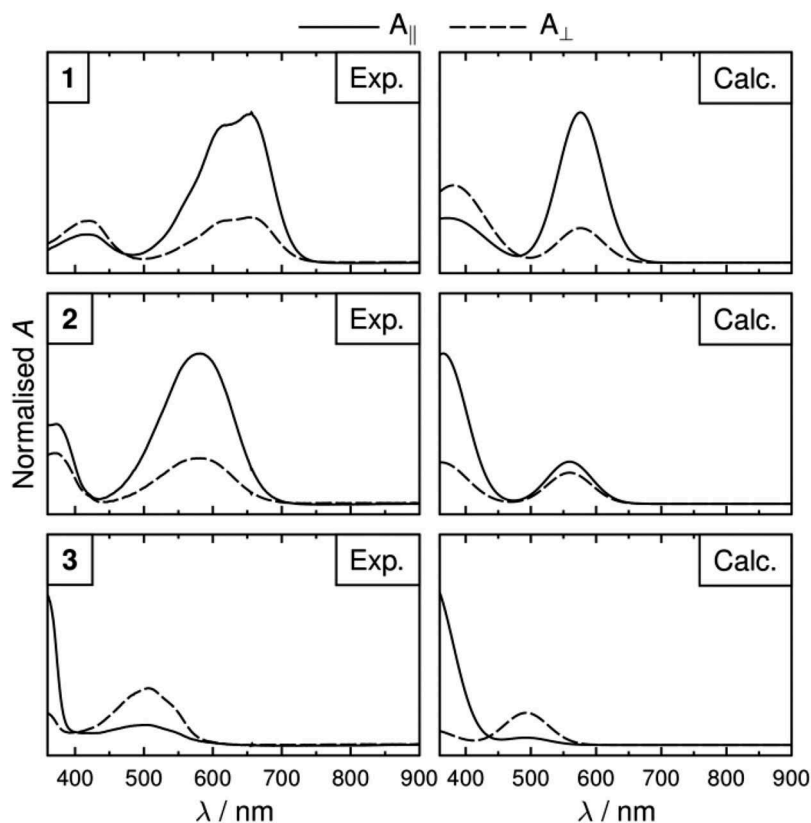 A∥ A⊥
1 Exp. Calc.
2 Exp. Calc.
3 Exp. Calc.
Normalised A
400 500 600 700 800 900 400 500 600 700 800 900
λ / nm λ / nm